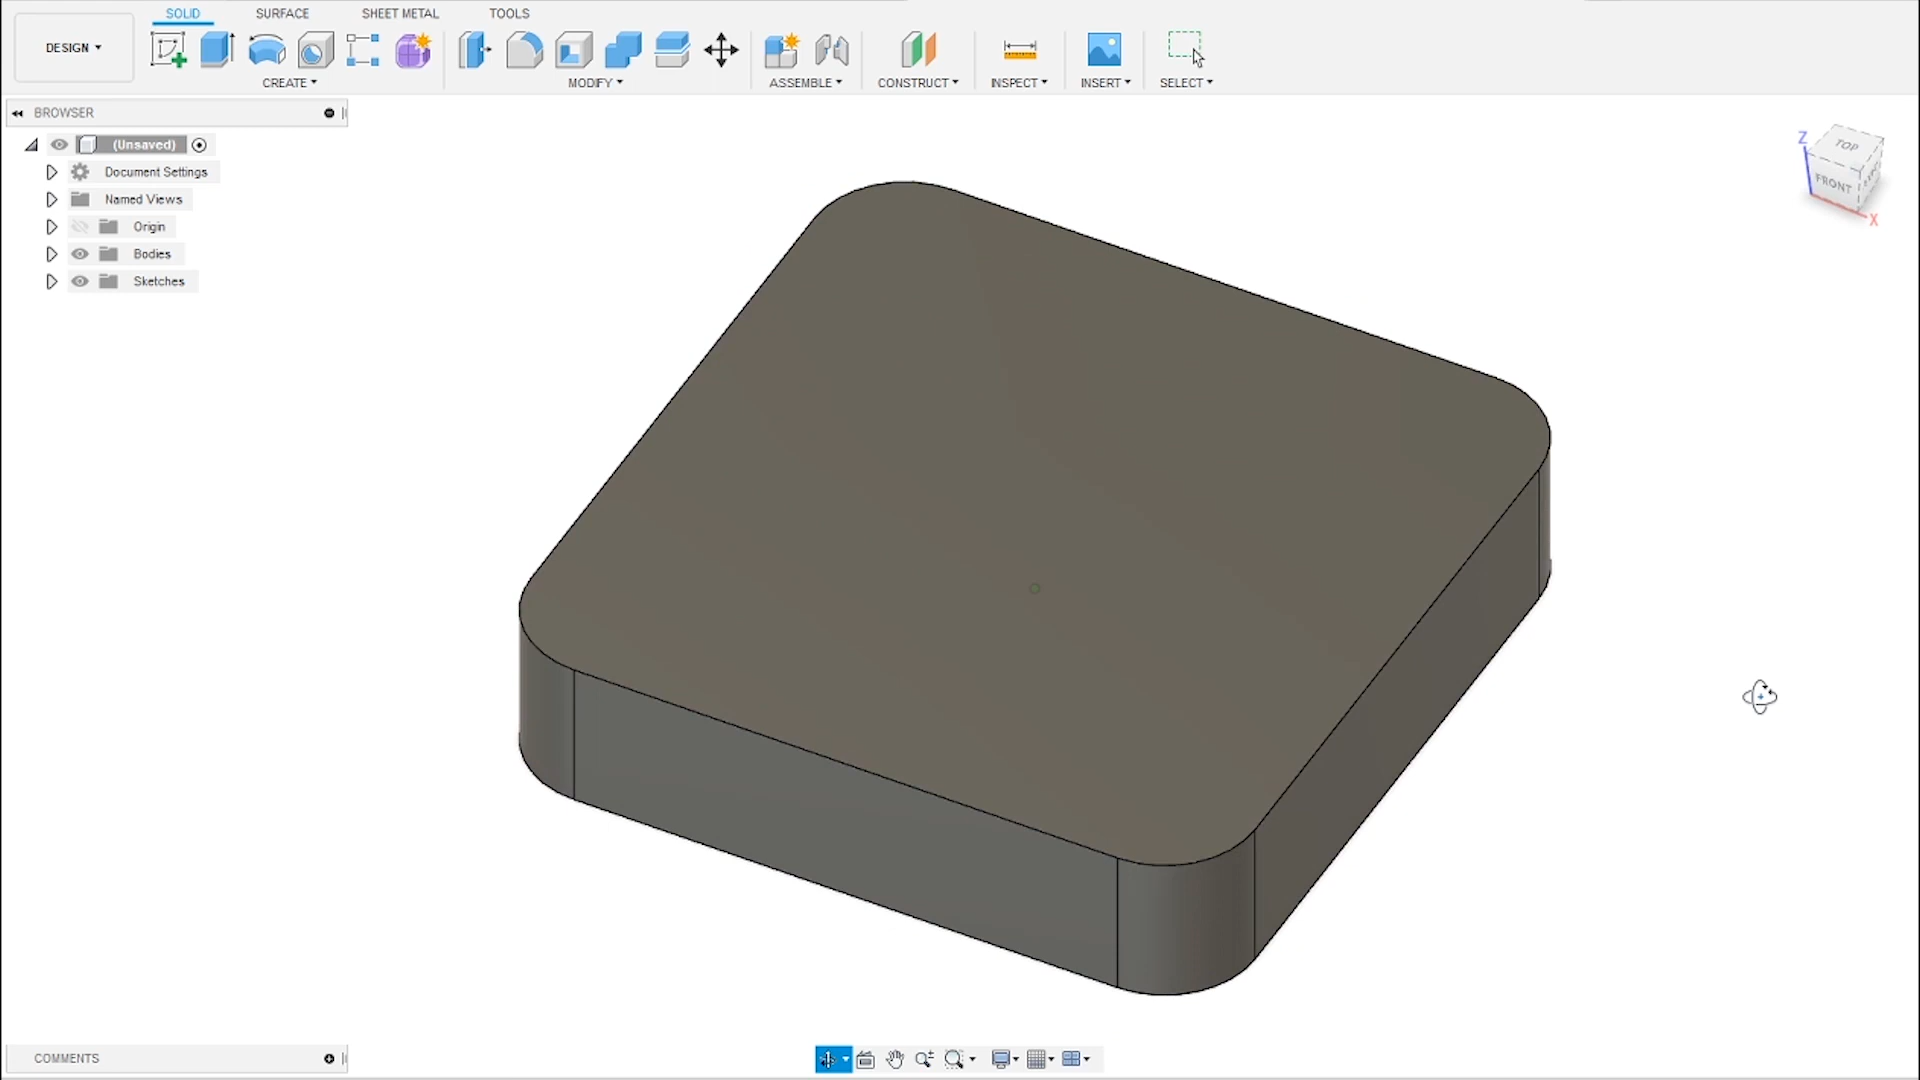 SOLID SURFACE SHEET METAL TOOLS
DESIGN
CREATE MODIFY ASSEMBLE CONSTRUCT INSPECT INSERT SELECT
BROWSER
(Unsaved)
Document Settings
Named Views
Origin
Bodies
Sketches
Z
TOP
FRONT
X
COMMENTS